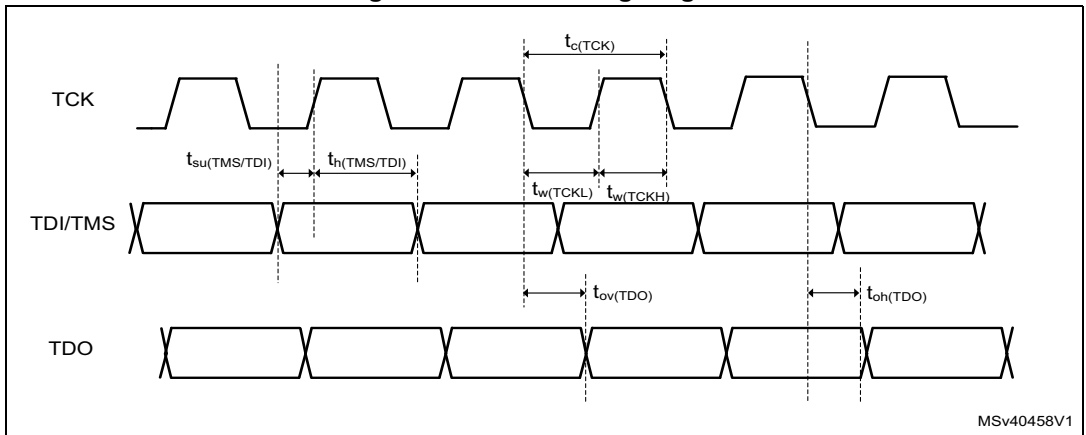 t_c(TCK)
TCK
t_su(TMS/TDI)
t_h(TMS/TDI)
t_w(TCKL)
t_w(TCKH)
TDI/TMS
t_ov(TDO)
t_oh(TDO)
TDO
MSv40458V1